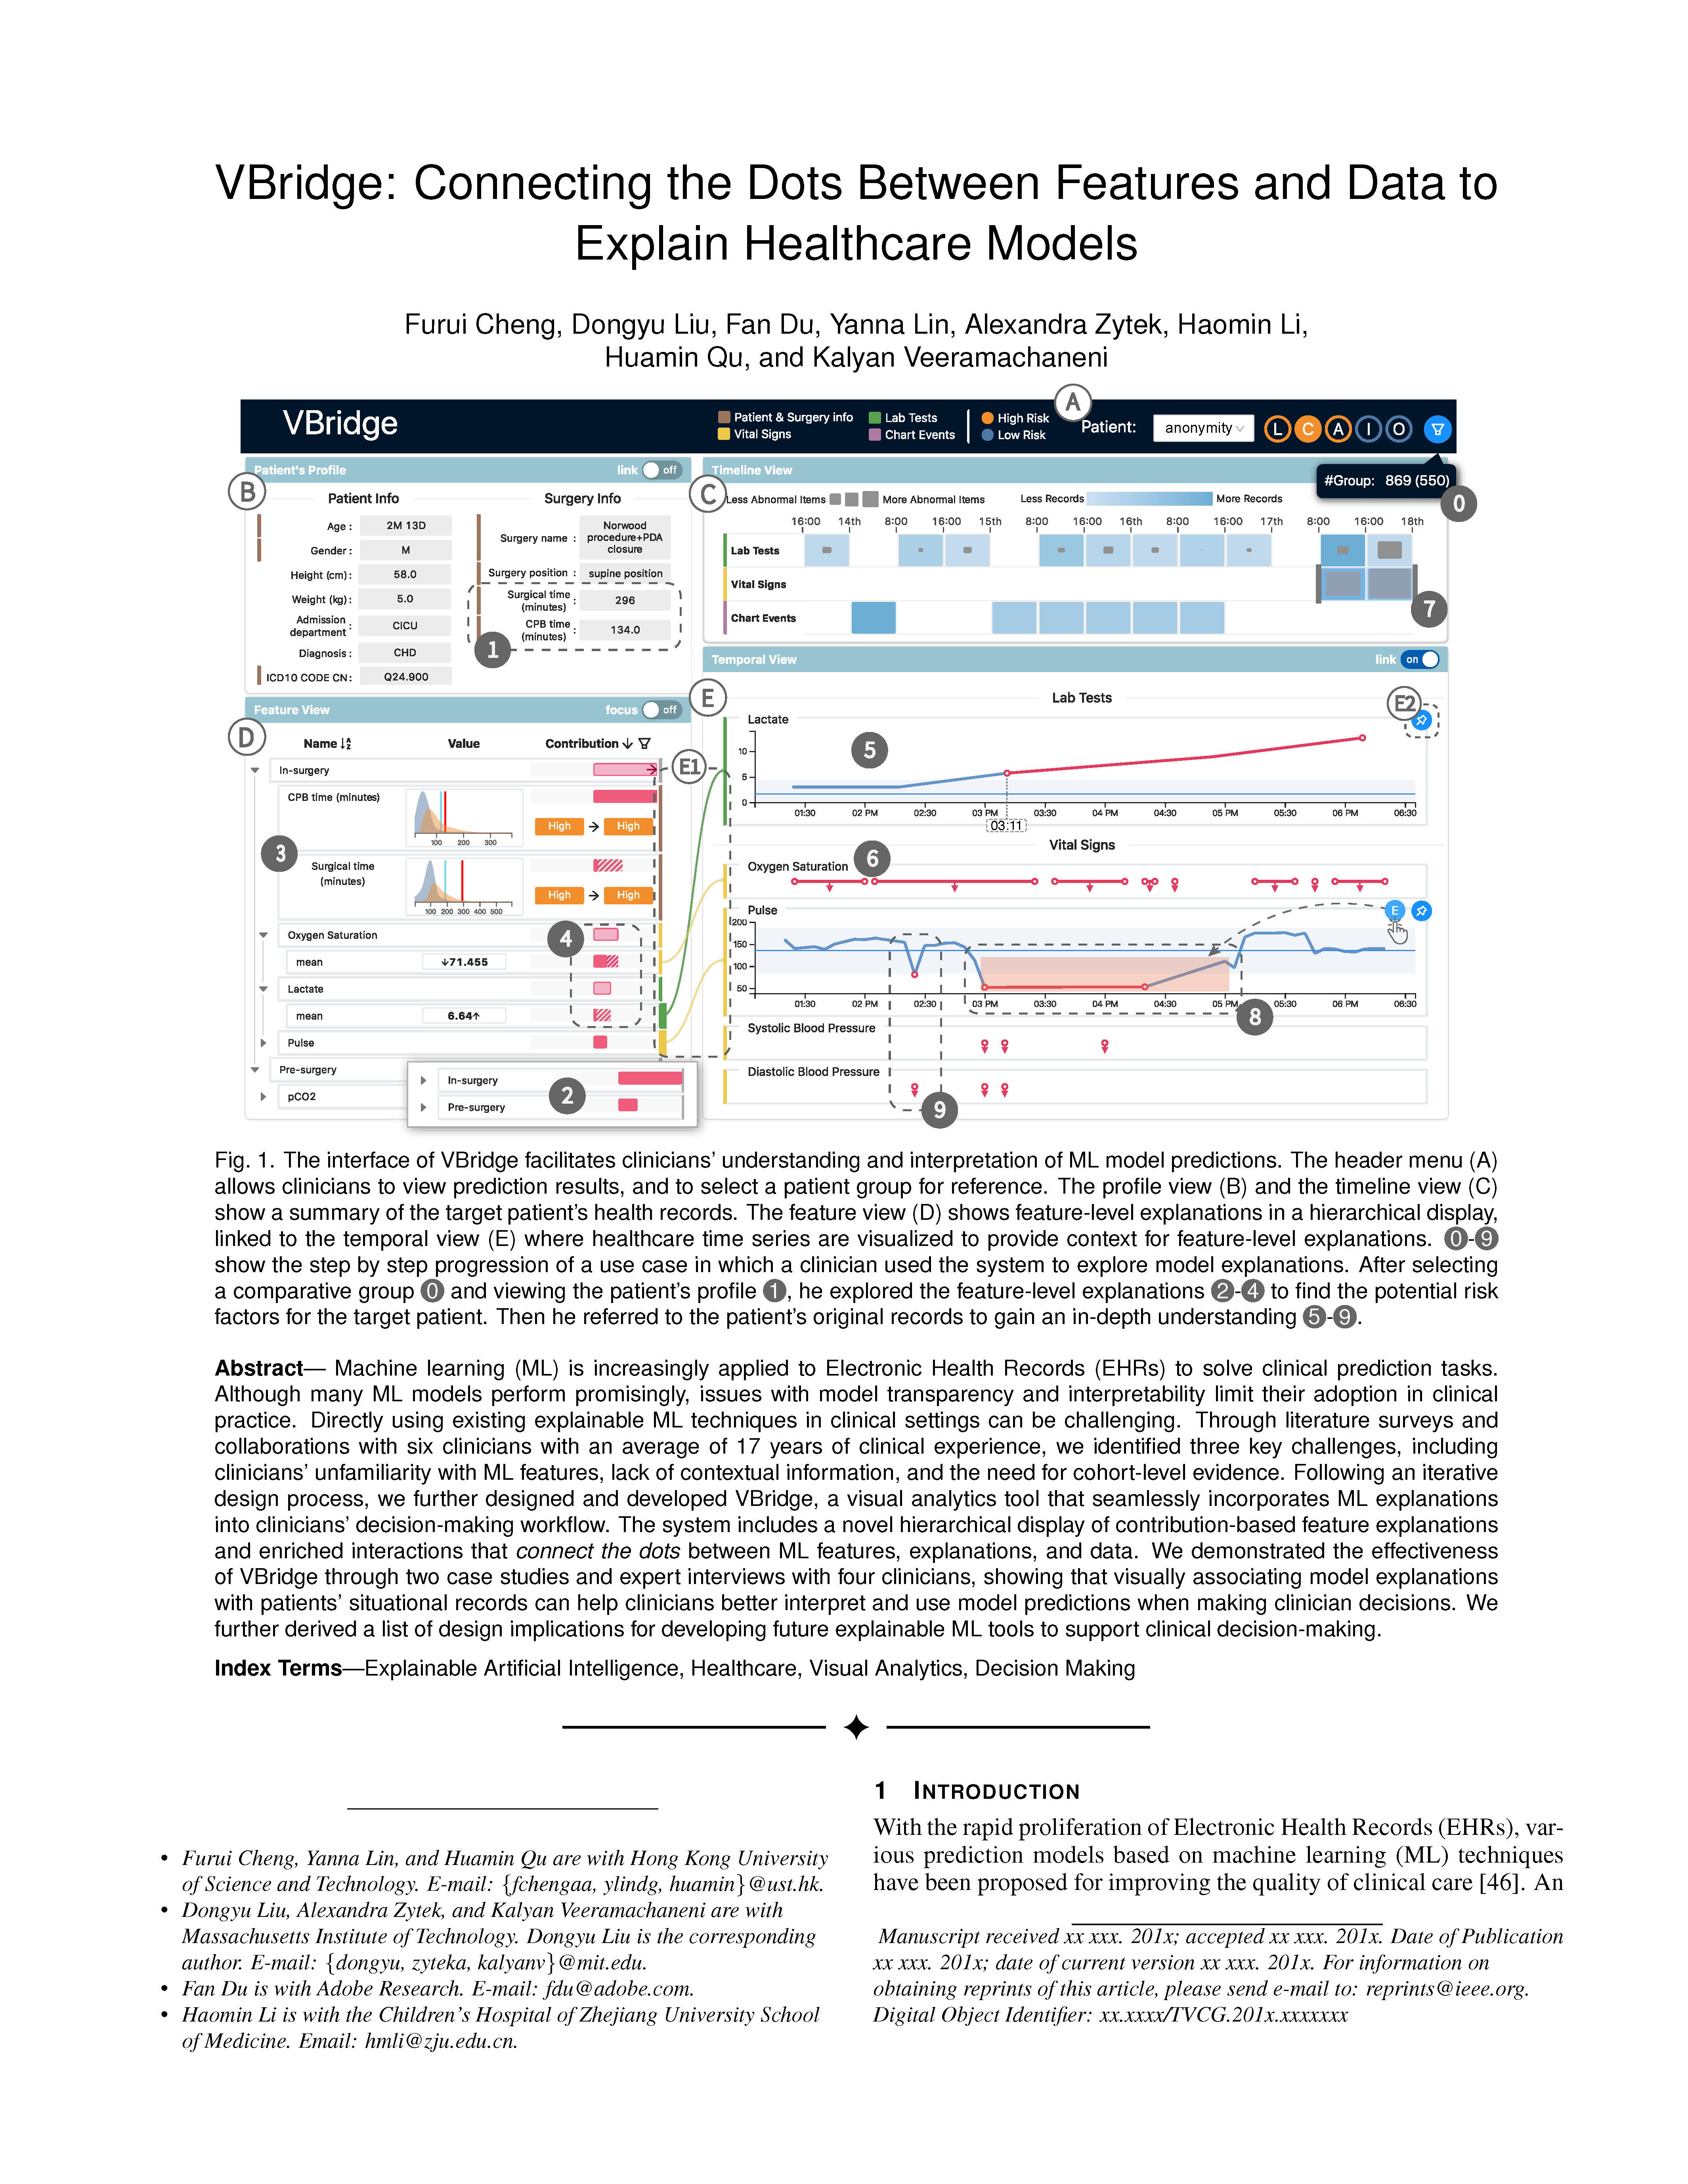 VBridge: Connecting the Dots Between Features and Data to
Explain Healthcare Models
Furui Cheng, Dongyu Liu, Fan Du, Yanna Lin, Alexandra Zytek, Haomin Li,
Huamin Qu, and Kalyan Veeramachaneni
VBridge
Patient & Surgery info
Lab Tests
Vital Signs
Chart Events
High Risk
Low Risk
A
Patient:
anonymity
L C A I O
#Group: 869 (550)
0
Patient's Profile
link off
B
Patient Info
Surgery Info
Age : 2M 13D
Gender : M
Height (cm): 58.0
Weight (kg): 5.0
Admission
department : CICU
Diagnosis : CHD
ICD10 CODE CN: Q24.900
Surgery name : Norwood
procedure+PDA
closure
Surgery position : supine position
Surgical time
(minutes) : 296
CPB time
(minutes) : 134.0
1
Timeline View
C
Less Abnormal Items More Abnormal Items
Less Records More Records
16:00 14th 8:00 16:00 15th 8:00 16:00 16th 8:00 16:00 17th 8:00 16:00 18th
Lab Tests
Vital Signs
Chart Events
7
Feature View
focus off
D
Name
Value
Contribution
In-surgery
CPB time (minutes)
100 200 300
High → High
3
Surgical time
(minutes)
100 200 300 400 500
High → High
Oxygen Saturation
4
mean ↓71.455
Lactate
mean 6.64↑
Pulse
Pre-surgery
pCO2
In-surgery
Pre-surgery
2
Temporal View
link on
E
E1
E2
Lab Tests
Lactate
5
10
5
0
01:30 02 PM 02:30 03 PM 03:30 04 PM 04:30 05 PM 05:30 06 PM 06:30
03:11
Vital Signs
Oxygen Saturation
6
Pulse
E
200
150
100
50
01:30 02 PM 02:30 03 PM 03:30 04 PM 04:30 05 PM 05:30 06 PM 06:30
8
Systolic Blood Pressure
Diastolic Blood Pressure
9
Fig. 1. The interface of VBridge facilitates clinicians' understanding and interpretation of ML model predictions. The header menu (A)
allows clinicians to view prediction results, and to select a patient group for reference. The profile view (B) and the timeline view (C)
show a summary of the target patient's health records. The feature view (D) shows feature-level explanations in a hierarchical display,
linked to the temporal view (E) where healthcare time series are visualized to provide context for feature-level explanations. 0-9
show the step by step progression of a use case in which a clinician used the system to explore model explanations. After selecting
a comparative group 0 and viewing the patient's profile 1, he explored the feature-level explanations 2-4 to find the potential risk
factors for the target patient. Then he referred to the patient's original records to gain an in-depth understanding 5-9.
Abstract— Machine learning (ML) is increasingly applied to Electronic Health Records (EHRs) to solve clinical prediction tasks.
Although many ML models perform promisingly, issues with model transparency and interpretability limit their adoption in clinical
practice. Directly using existing explainable ML techniques in clinical settings can be challenging. Through literature surveys and
collaborations with six clinicians with an average of 17 years of clinical experience, we identified three key challenges, including
clinicians' unfamiliarity with ML features, lack of contextual information, and the need for cohort-level evidence. Following an iterative
design process, we further designed and developed VBridge, a visual analytics tool that seamlessly incorporates ML explanations
into clinicians' decision-making workflow. The system includes a novel hierarchical display of contribution-based feature explanations
and enriched interactions that connect the dots between ML features, explanations, and data. We demonstrated the effectiveness
of VBridge through two case studies and expert interviews with four clinicians, showing that visually associating model explanations
with patients' situational records can help clinicians better interpret and use model predictions when making clinician decisions. We
further derived a list of design implications for developing future explainable ML tools to support clinical decision-making.
Index Terms—Explainable Artificial Intelligence, Healthcare, Visual Analytics, Decision Making
• Furui Cheng, Yanna Lin, and Huamin Qu are with Hong Kong University
of Science and Technology. E-mail: {fchengaa, ylindg, huamin}@ust.hk.
• Dongyu Liu, Alexandra Zytek, and Kalyan Veeramachaneni are with
Massachusetts Institute of Technology. Dongyu Liu is the corresponding
author. E-mail: {dongyu, zyteka, kalyanv}@mit.edu.
• Fan Du is with Adobe Research. E-mail: fdu@adobe.com.
• Haomin Li is with the Children's Hospital of Zhejiang University School
of Medicine. Email: hmli@zju.edu.cn.
1 INTRODUCTION
With the rapid proliferation of Electronic Health Records (EHRs), var-
ious prediction models based on machine learning (ML) techniques
have been proposed for improving the quality of clinical care [46]. An
Manuscript received xx xxx. 201x; accepted xx xxx. 201x. Date of Publication
xx xxx. 201x; date of current version xx xxx. 201x. For information on
obtaining reprints of this article, please send e-mail to: reprints@ieee.org.
Digital Object Identifier: xx.xxxx/TVCG.201x.xxxxxxx